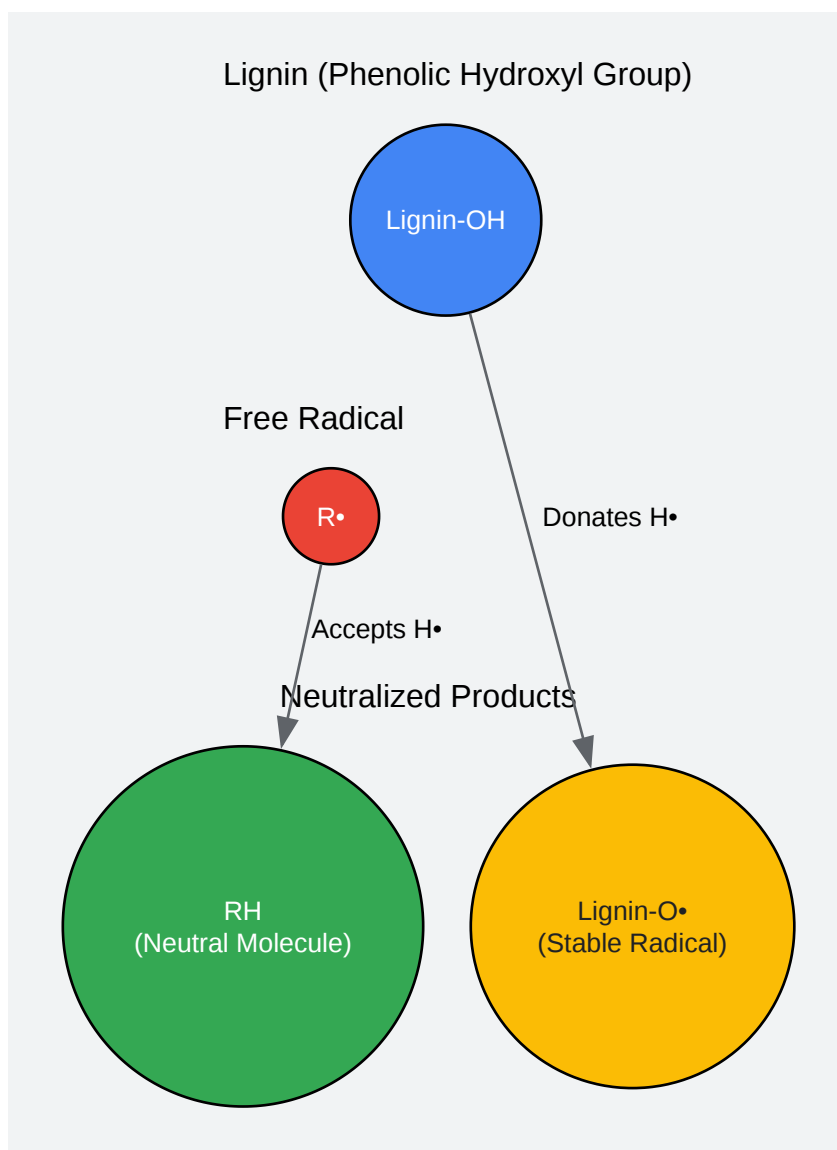 Lignin (Phenolic Hydroxyl Group)
Lignin-OH
Free Radical
R•
Donates H•
Accepts H•
Neutralized Products
RH
(Neutral Molecule)
Lignin-O•
(Stable Radical)